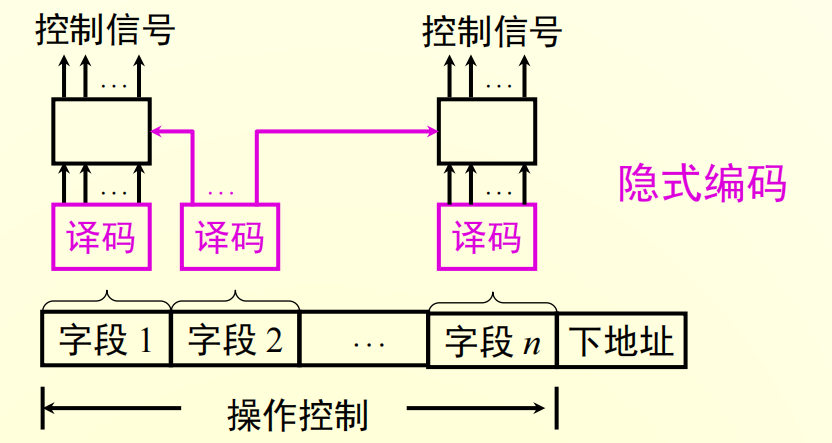 控制信号 控制信号
… …
… … …
隐式编码
译码 译码 译码
字段 1 字段 2 … 字段 n 下地址
操作控制